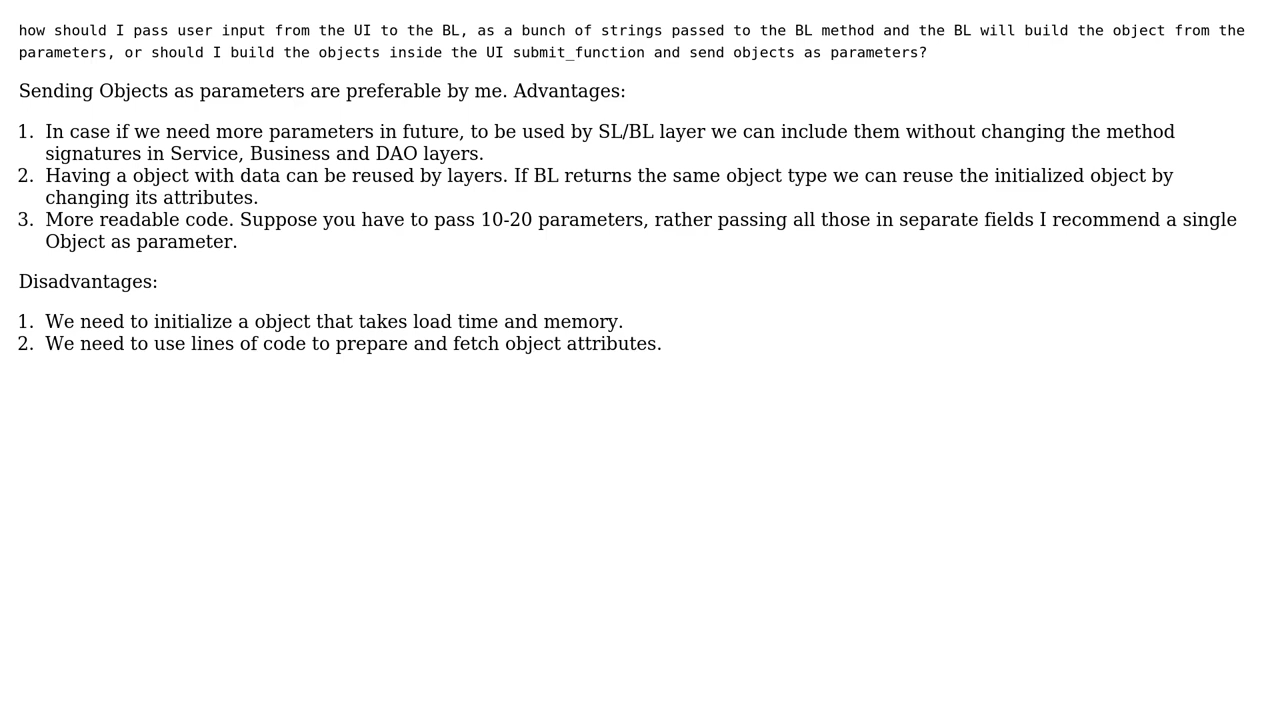 how should I pass user input from the UI to the BL, as a bunch of strings passed to the BL method and the BL will build the object from the
parameters, or should I build the objects inside the UI submit_function and send objects as parameters?
Sending Objects as parameters are preferable by me. Advantages:
1. In case if we need more parameters in future, to be used by SL/BL layer we can include them without changing the method
signatures in Service, Business and DAO layers.
2. Having a object with data can be reused by layers. If BL returns the same object type we can reuse the initialized object by
changing its attributes.
3. More readable code. Suppose you have to pass 10-20 parameters, rather passing all those in separate fields I recommend a single
Object as parameter.
Disadvantages:
1. We need to initialize a object that takes load time and memory.
2. We need to use lines of code to prepare and fetch object attributes.